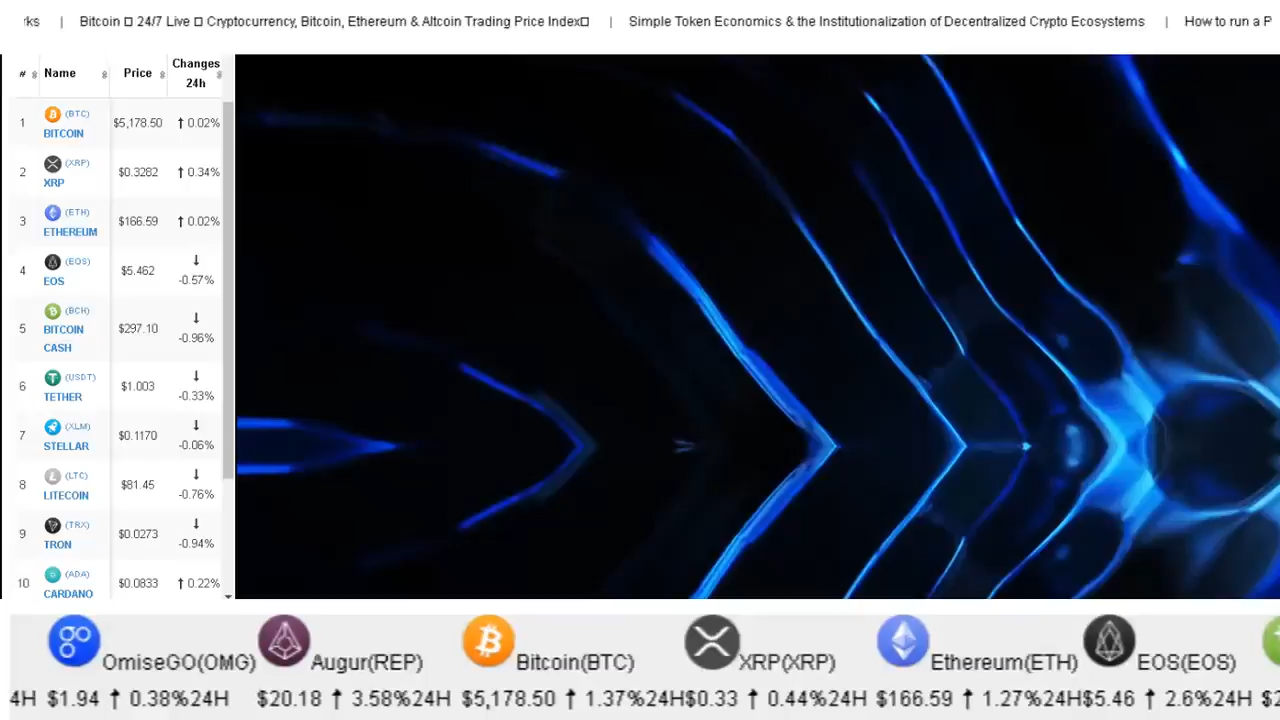 rks | Bitcoin □ 24/7 Live □ Cryptocurrency, Bitcoin, Ethereum & Altcoin Trading Price Index□ | Simple Token Economics & the Institutionalization of Decentralized Crypto Ecosystems | How to run a P
# Name Price Changes 24h
1 (BTC) BITCOIN $5,178.50 ↑ 0.02%
2 (XRP) XRP $0.3282 ↑ 0.34%
3 (ETH) ETHEREUM $166.59 ↑ 0.02%
4 (EOS) EOS $5.462 ↓ -0.57%
5 (BCH) BITCOIN CASH $297.10 ↓ -0.96%
6 (USDT) TETHER $1.003 ↓ -0.33%
7 (XLM) STELLAR $0.1170 ↓ -0.06%
8 (LTC) LITECOIN $81.45 ↓ -0.76%
9 (TRX) TRON $0.0273 ↓ -0.94%
10 (ADA) CARDANO $0.0833 ↑ 0.22%
OmiseGO(OMG) Augur(REP) Bitcoin(BTC) XRP(XRP) Ethereum(ETH) EOS(EOS)
4H $1.94 ↑ 0.38%24H $20.18 ↑ 3.58%24H $5,178.50 ↑ 1.37%24H$0.33 ↑ 0.44%24H $166.59 ↑ 1.27%24H$5.46 ↑ 2.6%24H $2